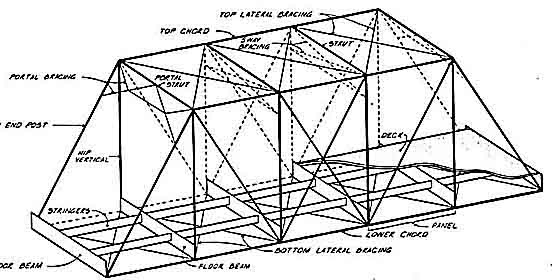 TOP LATERAL BRACING
TOP CHORD
SWAY
BRACING
STRUT
PORTAL BRACING
PORTAL
STRUT
END POST
DECK
HIP
VERTICAL
STRINGERS
PANEL
LOWER CHORD
BOTTOM LATERAL BRACING
FLOOR BEAM
OOR BEAM